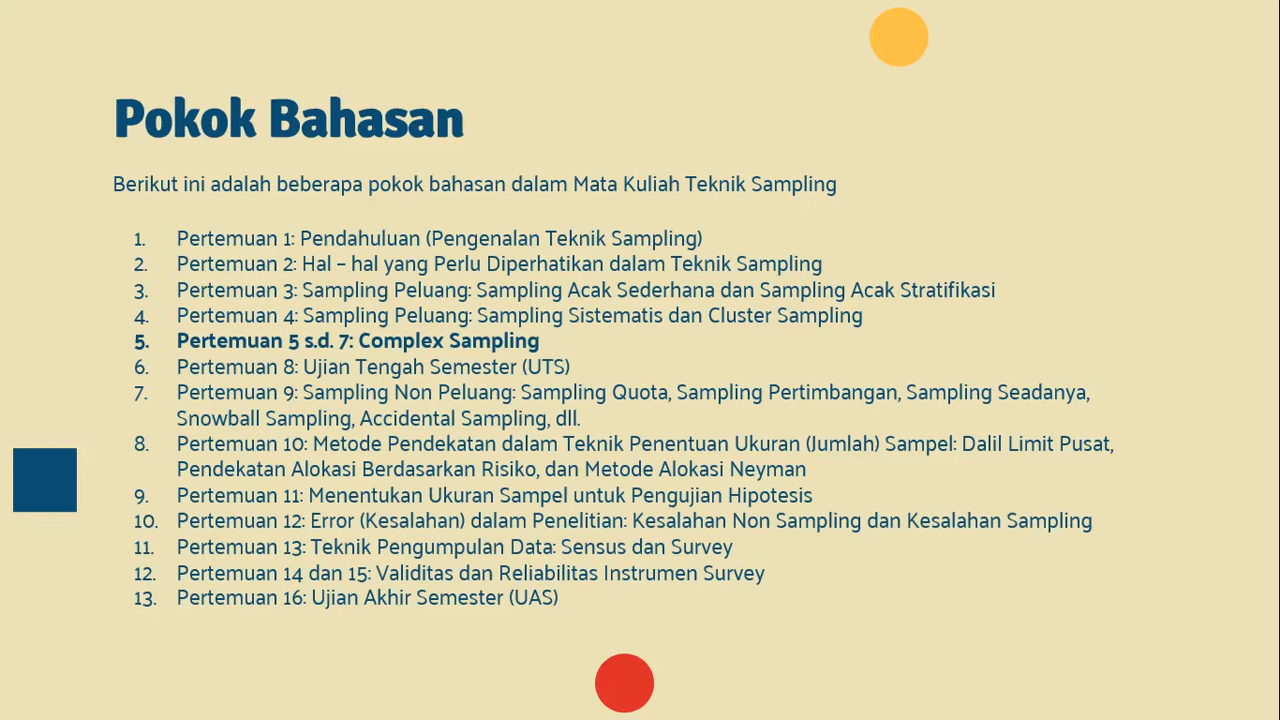 Pokok Bahasan
Berikut ini adalah beberapa pokok bahasan dalam Mata Kuliah Teknik Sampling
1. Pertemuan 1: Pendahuluan (Pengenalan Teknik Sampling)
2. Pertemuan 2: Hal – hal yang Perlu Diperhatikan dalam Teknik Sampling
3. Pertemuan 3: Sampling Peluang: Sampling Acak Sederhana dan Sampling Acak Stratifikasi
4. Pertemuan 4: Sampling Peluang: Sampling Sistematis dan Cluster Sampling
5. Pertemuan 5 s.d. 7: Complex Sampling
6. Pertemuan 8: Ujian Tengah Semester (UTS)
7. Pertemuan 9: Sampling Non Peluang: Sampling Quota, Sampling Pertimbangan, Sampling Seadanya,
Snowball Sampling, Accidental Sampling, dll.
8. Pertemuan 10: Metode Pendekatan dalam Teknik Penentuan Ukuran (Jumlah) Sampel: Dalil Limit Pusat,
Pendekatan Alokasi Berdasarkan Risiko, dan Metode Alokasi Neyman
9. Pertemuan 11: Menentukan Ukuran Sampel untuk Pengujian Hipotesis
10. Pertemuan 12: Error (Kesalahan) dalam Penelitian: Kesalahan Non Sampling dan Kesalahan Sampling
11. Pertemuan 13: Teknik Pengumpulan Data: Sensus dan Survey
12. Pertemuan 14 dan 15: Validitas dan Reliabilitas Instrumen Survey
13. Pertemuan 16: Ujian Akhir Semester (UAS)